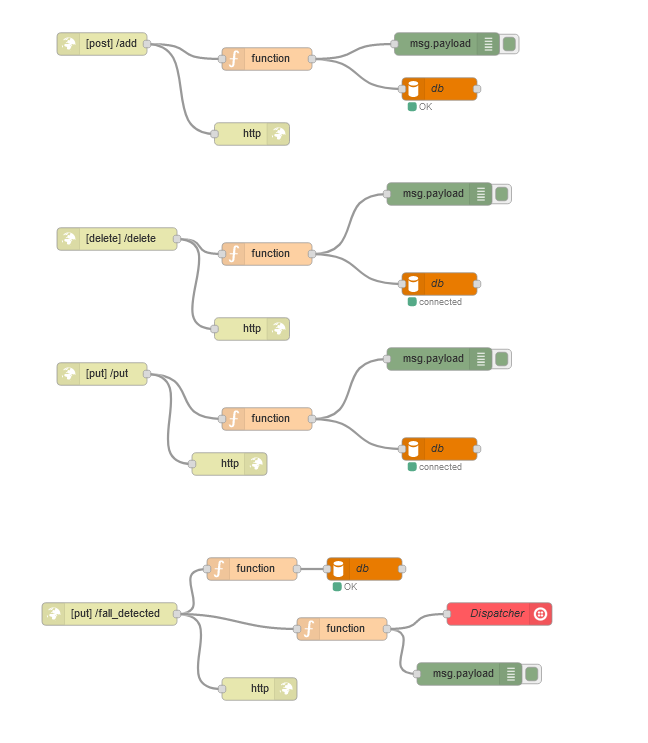 [post] /add
function
msg.payload
db
OK
http
msg.payload
[delete] /delete
function
db
connected
http
msg.payload
[put] /put
function
db
connected
http
function
db
OK
[put] /fall_detected
function
Dispatcher
msg.payload
http